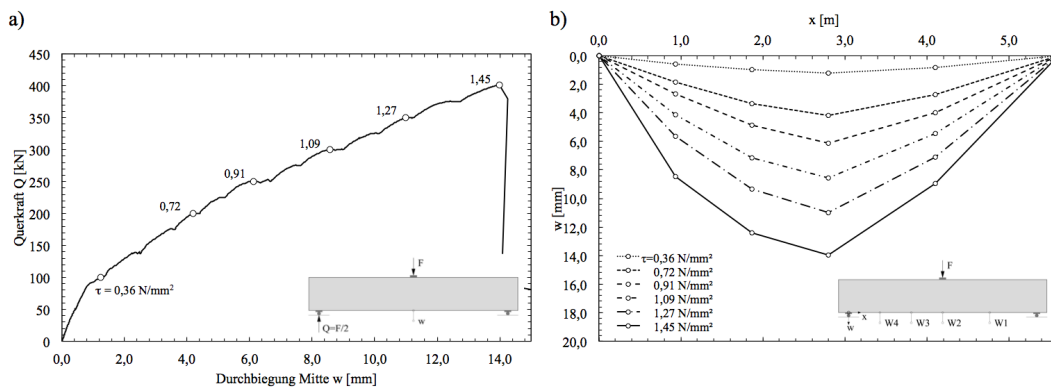 a)
450
400
350
300
250
200
150
100
50
0
Querkraft Q [kN]
0,0 2,0 4,0 6,0 8,0 10,0 12,0 14,0
Durchbiegung Mitte w [mm]
τ = 0,36 N/mm²
0,72
0,91
1,09
1,27
1,45
F
Q=F/2
w
b)
x [m]
0,0 1,0 2,0 3,0 4,0 5,0
0,0
2,0
4,0
6,0
8,0
10,0
12,0
14,0
16,0
18,0
20,0
w [mm]
τ=0,36 N/mm²
0,72 N/mm²
0,91 N/mm²
1,09 N/mm²
1,27 N/mm²
1,45 N/mm²
F
x
w
W4 W3 W2 W1